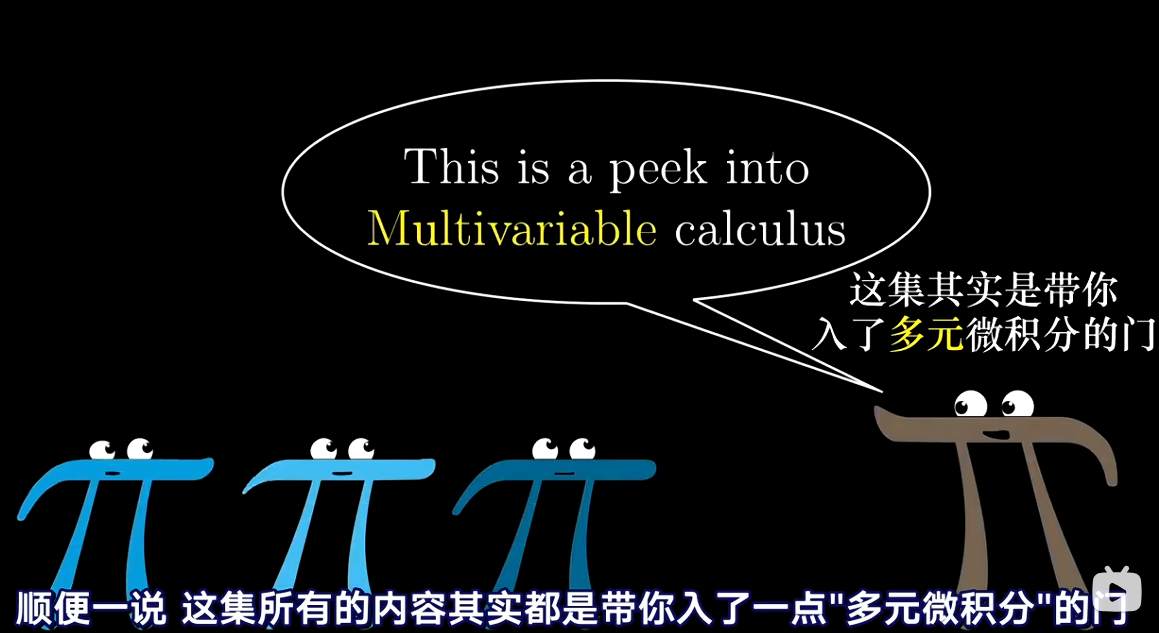 This is a peek into
Multivariable calculus
这集其实是带你
入了多元微积分的门
顺便一说 这集所有的内容其实都是带你入了一点"多元微积分"的门